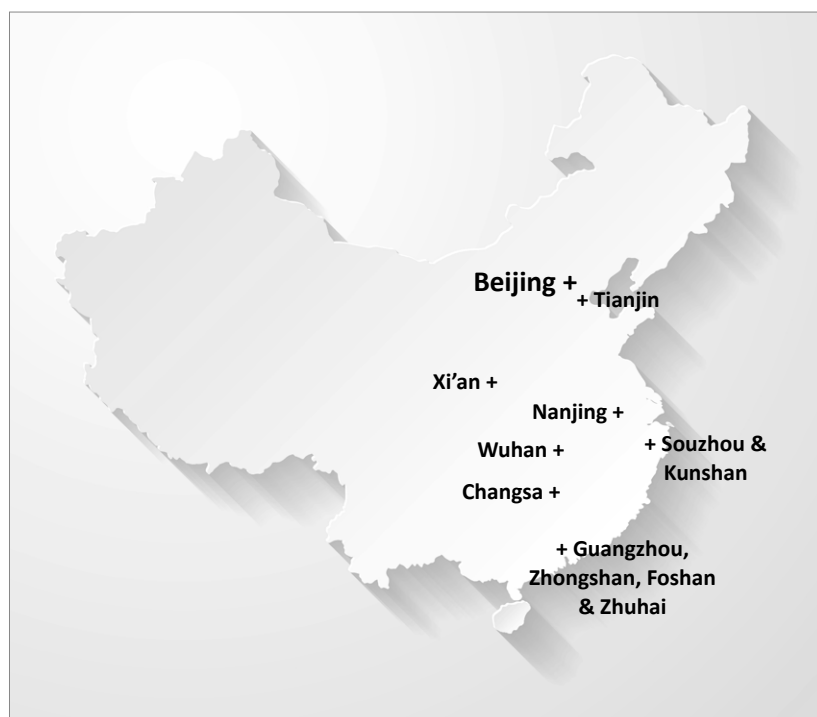 Beijing +
+ Tianjin
Xi’an +
Nanjing +
Wuhan +
+ Souzhou &
Kunshan
Changsa +
+ Guangzhou,
Zhongshan, Foshan
& Zhuhai